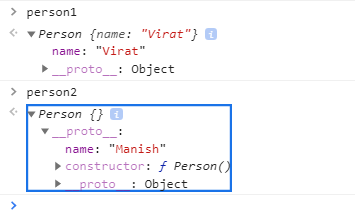 > person1
<· ▼Person {name: "Virat"} i
name: "Virat"
▶ __proto__: Object
> person2
<· ▼Person {} i
▼ __proto__:
name: "Manish"
▶ constructor: ƒ Person()
▶ __proto__: Object
>